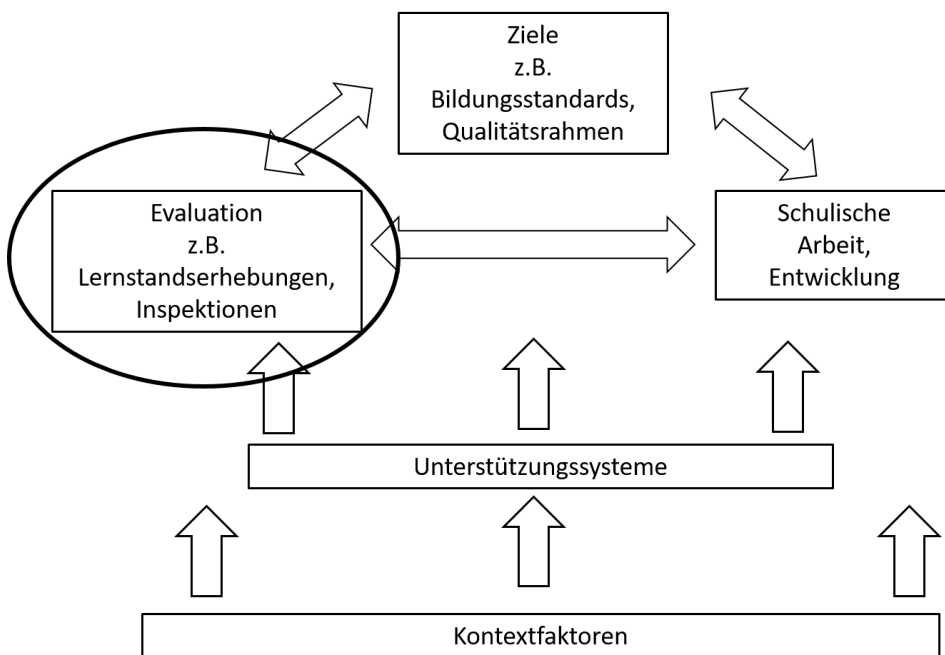 Ziele
z.B.
Bildungsstandards,
Qualitätsrahmen
Evaluation
z.B.
Lernstandserhebungen,
Inspektionen
Schulische
Arbeit,
Entwicklung
Unterstützungssysteme
Kontextfaktoren